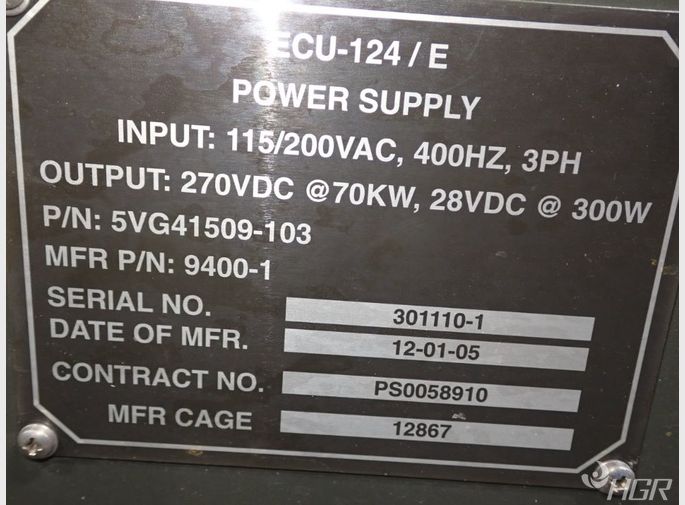 ECU-124 / E
POWER SUPPLY
INPUT: 115/200VAC, 400HZ, 3PH
OUTPUT: 270VDC @70KW, 28VDC @ 300W
P/N: 5VG41509-103
MFR P/N: 9400-1
SERIAL NO. 301110-1
DATE OF MFR. 12-01-05
CONTRACT NO. PS0058910
MFR CAGE 12867
HGR